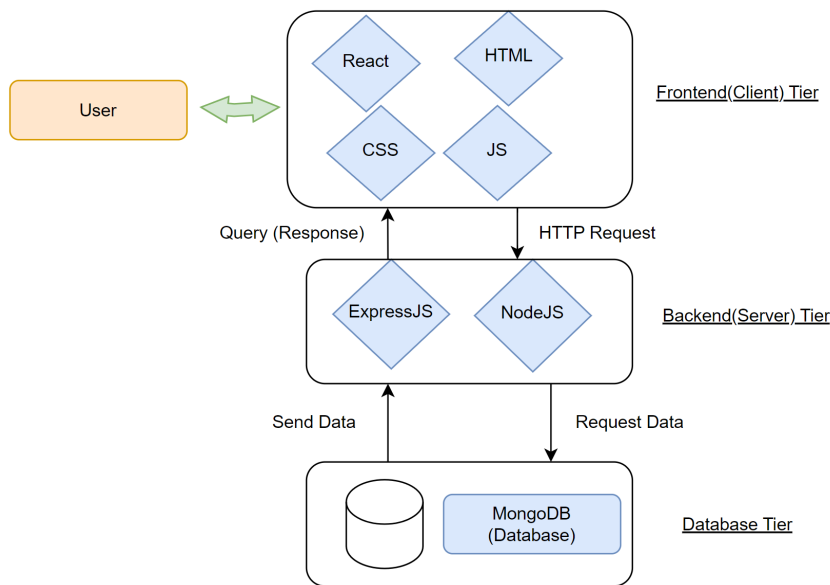 React
HTML
User
Frontend(Client) Tier
CSS
JS
Query (Response)
HTTP Request
ExpressJS
NodeJS
Backend(Server) Tier
Send Data
Request Data
MongoDB
(Database)
Database Tier